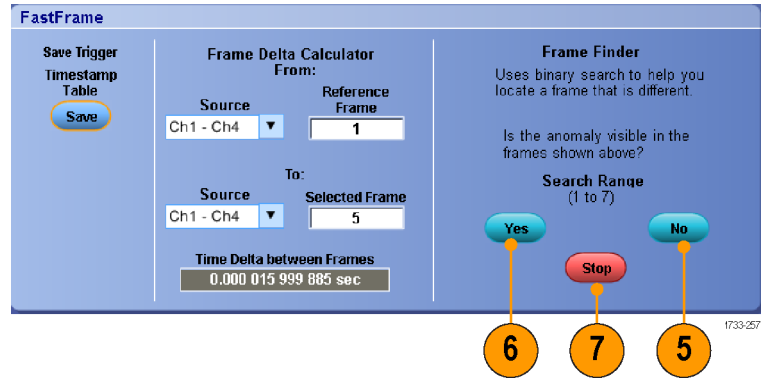 FastFrame
Save Trigger
Timestamp
Table
Save
Frame Delta Calculator
From:
Source
Reference
Frame
Ch1 - Ch4
1
To:
Source
Selected Frame
Ch1 - Ch4
5
Time Delta between Frames
0.000 015 999 885 sec
Frame Finder
Uses binary search to help you
locate a frame that is different.
Is the anomaly visible in the
frames shown above?
Search Range
(1 to 7)
Yes
No
Stop
1733-257
6
7
5